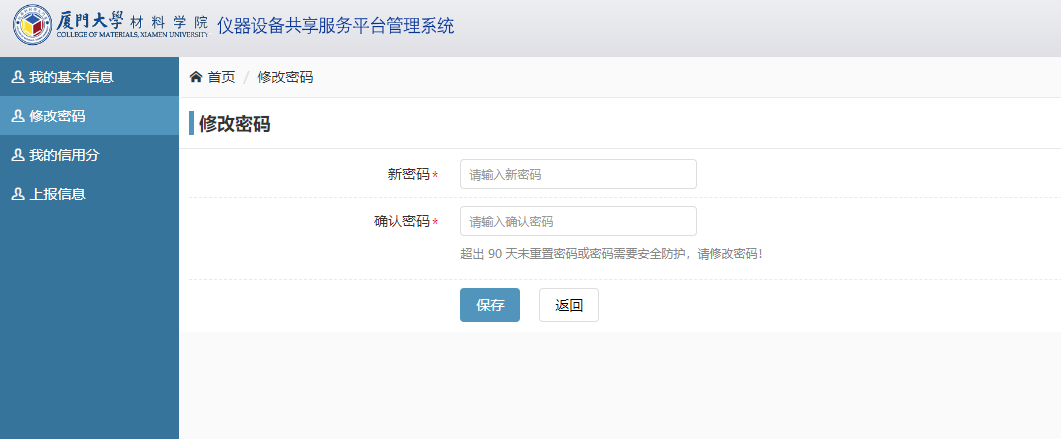 厦門大學 材料学院 仪器设备共享服务平台管理系统
COLLEGE OF MATERIALS, XIAMEN UNIVERSITY.
我的基本信息
修改密码
我的信用分
上报信息
首页 / 修改密码
修改密码
新密码* 请输入新密码
确认密码* 请输入确认密码
超出 90 天未重置密码或密码需要安全防护，请修改密码！
保存 返回